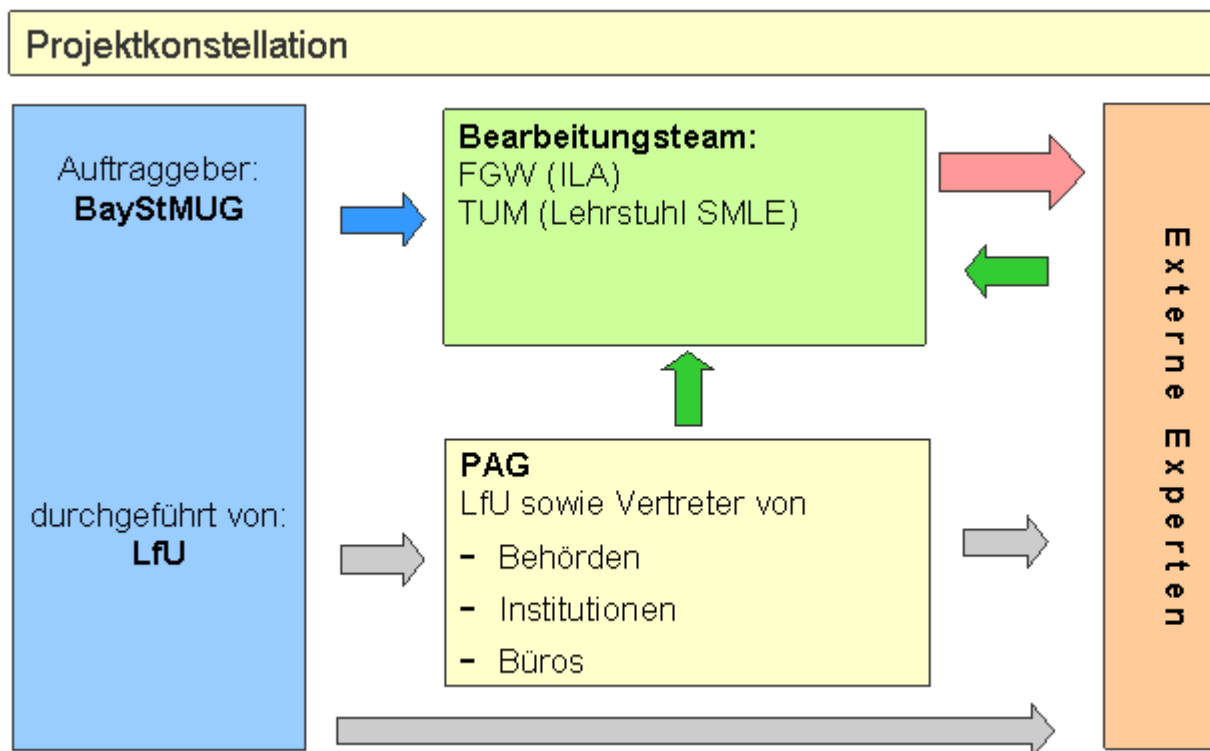 Projektkonstellation
Auftraggeber:
BayStMUG
durchgeführt von:
LfU
Bearbeitungsteam:
FGW (ILA)
TUM (Lehrstuhl SMLE)
PAG
LfU sowie Vertreter von
- Behörden
- Institutionen
- Büros
Externe Experten